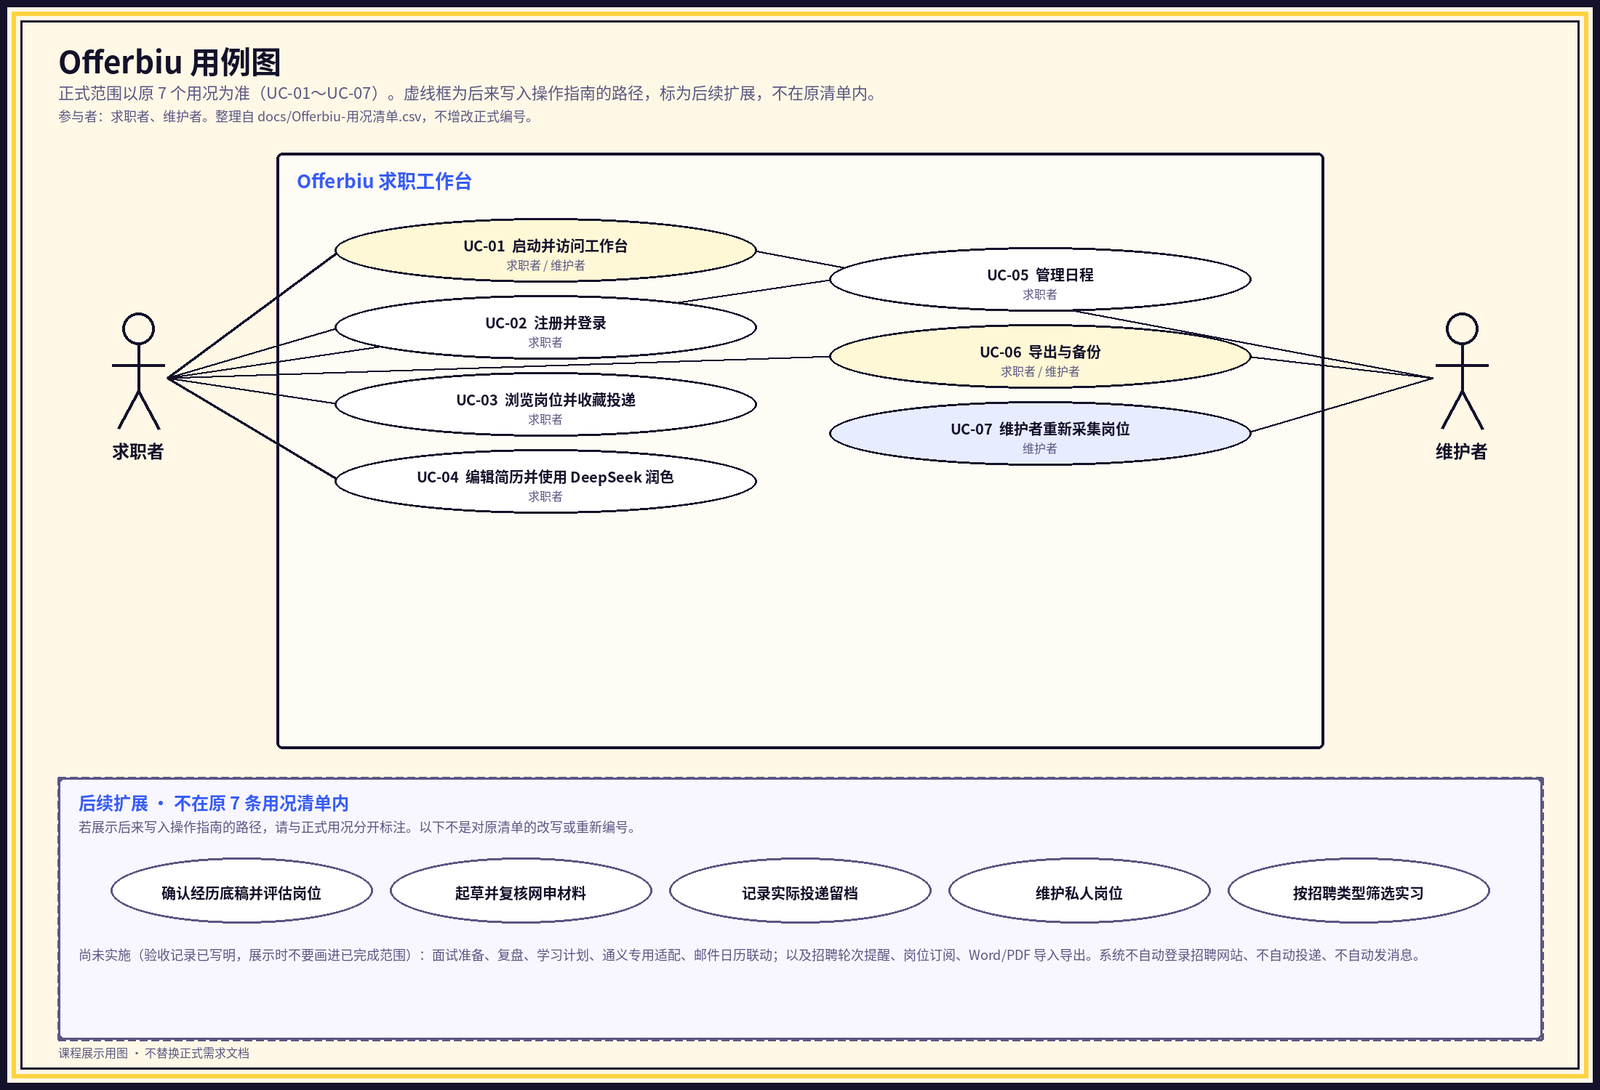 Offerbiu 用例图
正式范围以原 7 个用况为准（UC-01～UC-07）。虚线框为后来写入操作指南的路径，标为后续扩展，不在原清单内。
参与者：求职者、维护者。整理自 docs/Offerbiu-用况清单.csv，不增改正式编号。
Offerbiu 求职工作台
UC-01 启动并访问工作台
求职者 / 维护者
UC-02 注册并登录
求职者
UC-03 浏览岗位并收藏投递
求职者
UC-04 编辑简历并使用 DeepSeek 润色
求职者
UC-05 管理日程
求职者
UC-06 导出与备份
求职者 / 维护者
UC-07 维护者重新采集岗位
维护者
求职者
维护者
后续扩展 · 不在原 7 条用况清单内
若展示后来写入操作指南的路径，请与正式用况分开标注。以下不是对原清单的改写或重新编号。
确认经历底稿并评估岗位
起草并复核网申材料
记录实际投递留档
维护私人岗位
按招聘类型筛选实习
尚未实施（验收记录已写明，展示时不要画进已完成范围）：面试准备、复盘、学习计划、通义专用适配、邮件日历联动；以及招聘轮次提醒、岗位订阅、Word/PDF 导入导出。系统不自动登录招聘网站、不自动投递、不自动发消息。
课程展示用图 · 不替换正式需求文档